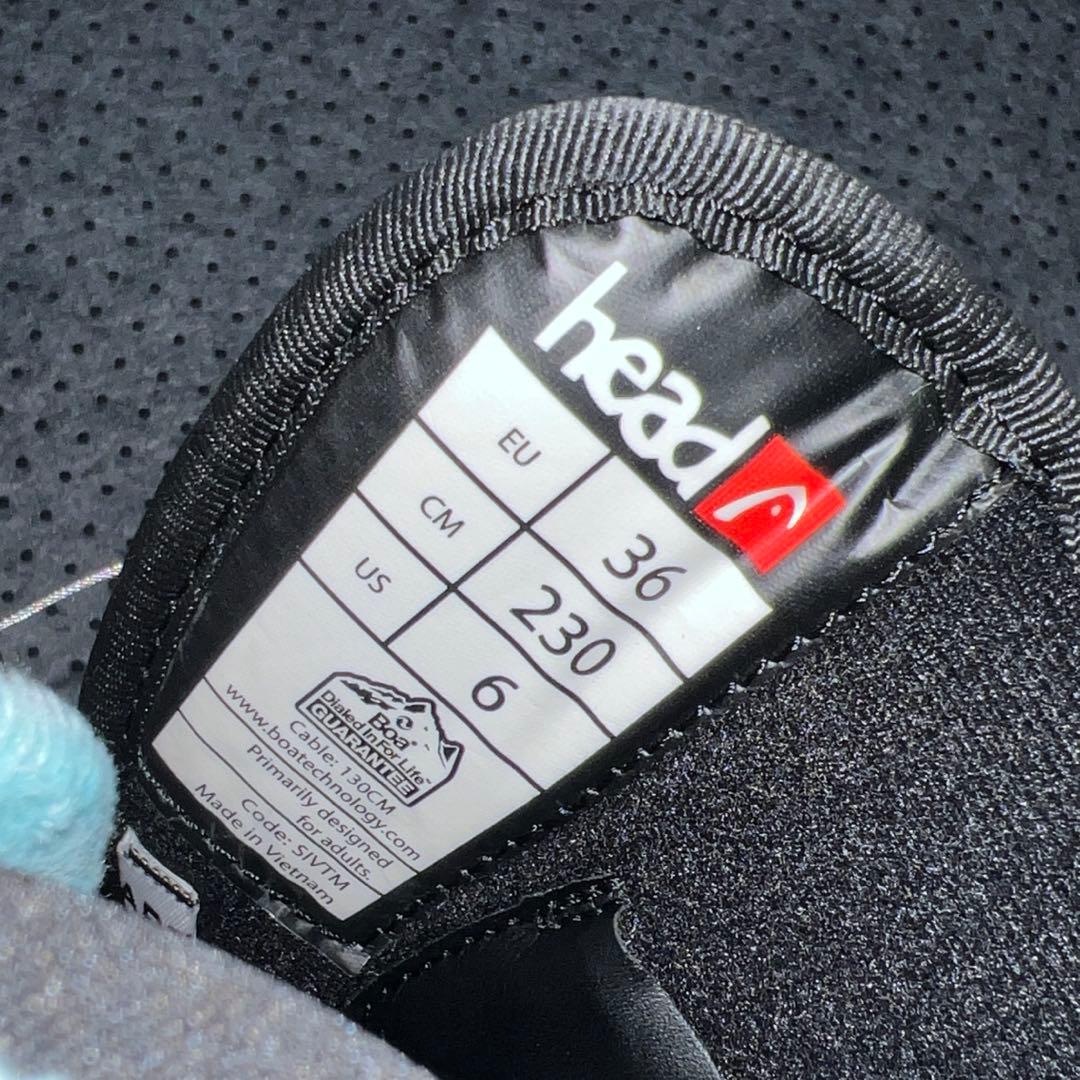 head
EU 36
CM 230
US 6
Boa
Dialed In For Life™
GUARANTEE
Cable: 130CM
www.boatechnology.com
Primarily designed
for adults.
Code: SIVTM
Made in Vietnam